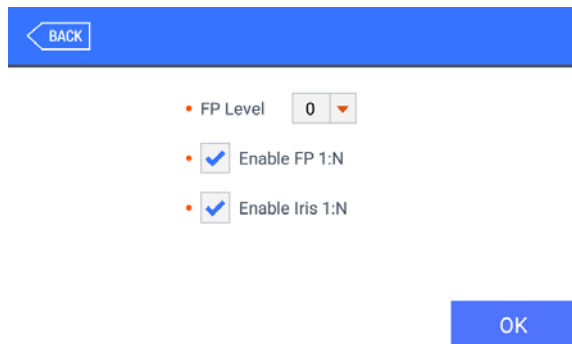 BACK
FP Level 0
Enable FP 1:N
Enable Iris 1:N
OK